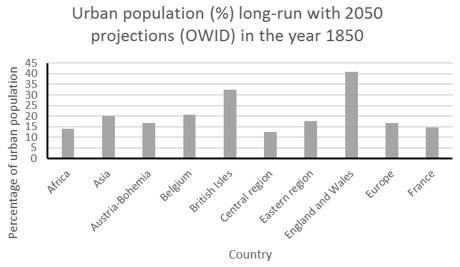 Urban population (%) long-run with 2050
projections (OWID) in the year 1850
Percentage of urban population
45
40
35
30
25
20
15
10
5
0
Africa
Asia
Austria-Bohemia
Belgium
British Isles
Central region
Eastern region
England and Wales
Europe
France
Country